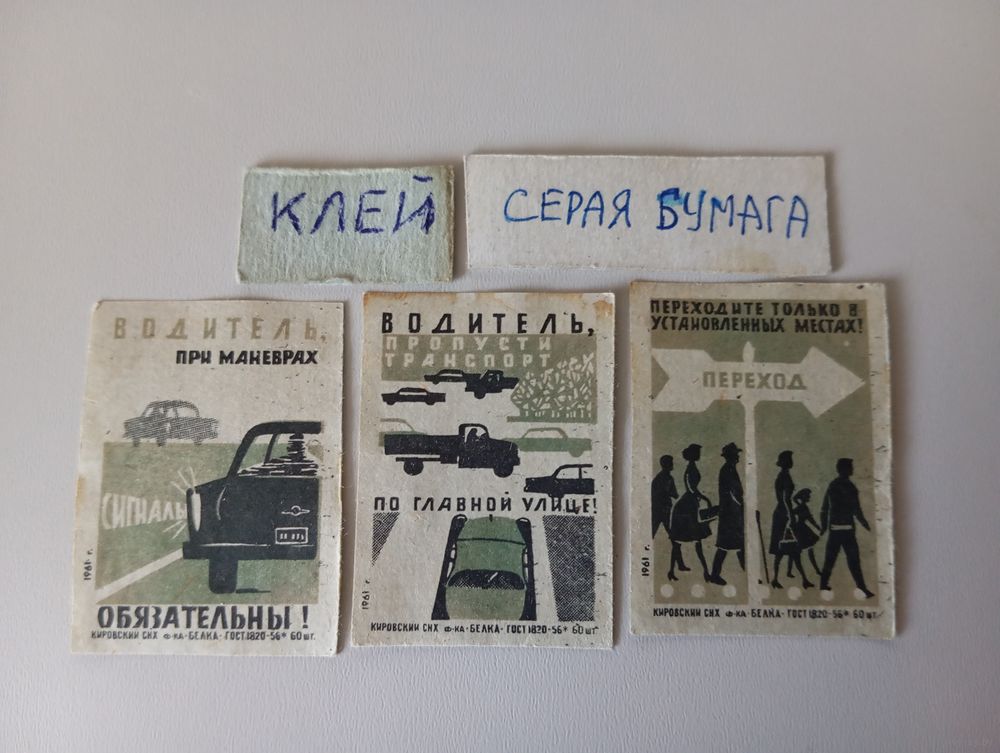 КЛЕЙ
СЕРАЯ БУМАГА
ВОДИТЕЛЬ,
ПРИ МАНЕВРАХ
СИГНАЛЫ
1961 г.
ОБЯЗАТЕЛЬНЫ!
КИРОВСКИЙ СНХ Ф-КА-БЕЛКА-ГОСТ 1820-56* 60 шт.
ВОДИТЕЛЬ,
ПРОПУСТИ
ТРАНСПОРТ
ПО ГЛАВНОЙ УЛИЦЕ!
1961 г.
КИРОВСКИЙ СНХ Ф-КА-БЕЛКА-ГОСТ 1820-56* 60 шт.
ПЕРЕХОДИТЕ ТОЛЬКО В
УСТАНОВЛЕННЫХ МЕСТАХ!
ПЕРЕХОД
1961 г.
КИРОВСКИЙ СНХ Ф-КА-БЕЛКА-ГОСТ 1820-56* 60 шт.